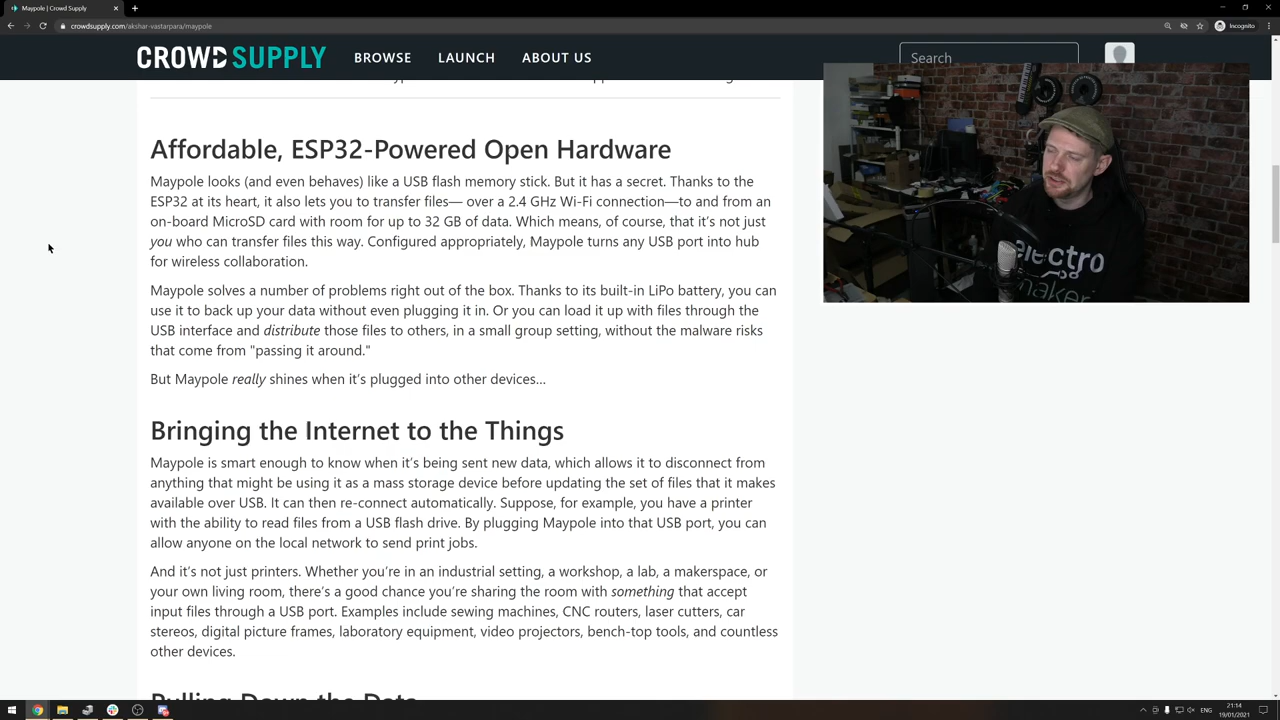 Maypole | Crowd Supply
crowdsupply.com/akshar-vastarpara/maypole
Incognito
CROWD SUPPLY
BROWSE
LAUNCH
ABOUT US
Search
Affordable, ESP32-Powered Open Hardware
Maypole looks (and even behaves) like a USB flash memory stick. But it has a secret. Thanks to the
ESP32 at its heart, it also lets you to transfer files— over a 2.4 GHz Wi-Fi connection—to and from an
on-board MicroSD card with room for up to 32 GB of data. Which means, of course, that it's not just
you who can transfer files this way. Configured appropriately, Maypole turns any USB port into hub
for wireless collaboration.
Maypole solves a number of problems right out of the box. Thanks to its built-in LiPo battery, you can
use it to back up your data without even plugging it in. Or you can load it up with files through the
USB interface and distribute those files to others, in a small group setting, without the malware risks
that come from "passing it around."
But Maypole really shines when it's plugged into other devices…
Bringing the Internet to the Things
Maypole is smart enough to know when it's being sent new data, which allows it to disconnect from
anything that might be using it as a mass storage device before updating the set of files that it makes
available over USB. It can then re-connect automatically. Suppose, for example, you have a printer
with the ability to read files from a USB flash drive. By plugging Maypole into that USB port, you can
allow anyone on the local network to send print jobs.
And it's not just printers. Whether you're in an industrial setting, a workshop, a lab, a makerspace, or
your own living room, there's a good chance you're sharing the room with something that accept
input files through a USB port. Examples include sewing machines, CNC routers, laser cutters, car
stereos, digital picture frames, laboratory equipment, video projectors, bench-top tools, and countless
other devices.
Pulling Down the Data
electro
maker
ENG
21:14
19/01/2021